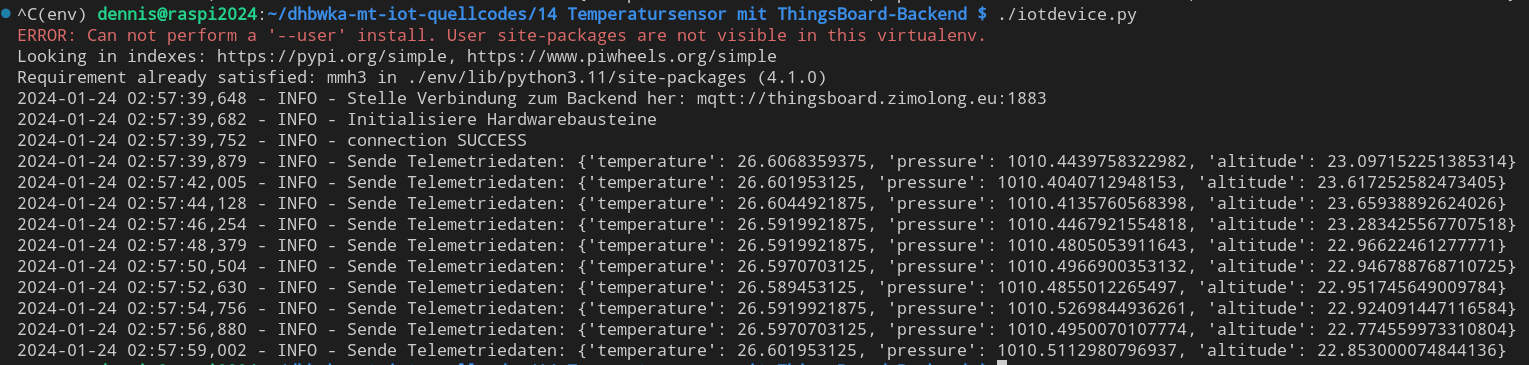 ^C(env) dennis@raspi2024:~/dhbwka-mt-iot-quellcodes/14 Temperatursensor mit ThingsBoard-Backend $ ./iotdevice.py
ERROR: Can not perform a '--user' install. User site-packages are not visible in this virtualenv.
Looking in indexes: https://pypi.org/simple, https://www.piwheels.org/simple
Requirement already satisfied: mmh3 in ./env/lib/python3.11/site-packages (4.1.0)
2024-01-24 02:57:39,648 - INFO - Stelle Verbindung zum Backend her: mqtt://thingsboard.zimolong.eu:1883
2024-01-24 02:57:39,682 - INFO - Initialisiere Hardwarebausteine
2024-01-24 02:57:39,752 - INFO - connection SUCCESS
2024-01-24 02:57:39,879 - INFO - Sende Telemetriedaten: {'temperature': 26.6068359375, 'pressure': 1010.4439758322982, 'altitude': 23.097152251385314}
2024-01-24 02:57:42,005 - INFO - Sende Telemetriedaten: {'temperature': 26.601953125, 'pressure': 1010.4040712948153, 'altitude': 23.617252582473405}
2024-01-24 02:57:44,128 - INFO - Sende Telemetriedaten: {'temperature': 26.6044921875, 'pressure': 1010.4135760568398, 'altitude': 23.65938892624026}
2024-01-24 02:57:46,254 - INFO - Sende Telemetriedaten: {'temperature': 26.5919921875, 'pressure': 1010.4467921554818, 'altitude': 23.283425567707518}
2024-01-24 02:57:48,379 - INFO - Sende Telemetriedaten: {'temperature': 26.5919921875, 'pressure': 1010.4805053911643, 'altitude': 22.96622461277771}
2024-01-24 02:57:50,504 - INFO - Sende Telemetriedaten: {'temperature': 26.5970703125, 'pressure': 1010.4966900353132, 'altitude': 22.946788768710725}
2024-01-24 02:57:52,630 - INFO - Sende Telemetriedaten: {'temperature': 26.589453125, 'pressure': 1010.4855012265497, 'altitude': 22.951745649009784}
2024-01-24 02:57:54,756 - INFO - Sende Telemetriedaten: {'temperature': 26.5919921875, 'pressure': 1010.5269844936261, 'altitude': 22.924091447116584}
2024-01-24 02:57:56,880 - INFO - Sende Telemetriedaten: {'temperature': 26.5970703125, 'pressure': 1010.4950070107774, 'altitude': 22.774559973310804}
2024-01-24 02:57:59,002 - INFO - Sende Telemetriedaten: {'temperature': 26.601953125, 'pressure': 1010.5112980796937, 'altitude': 22.853000074844136}